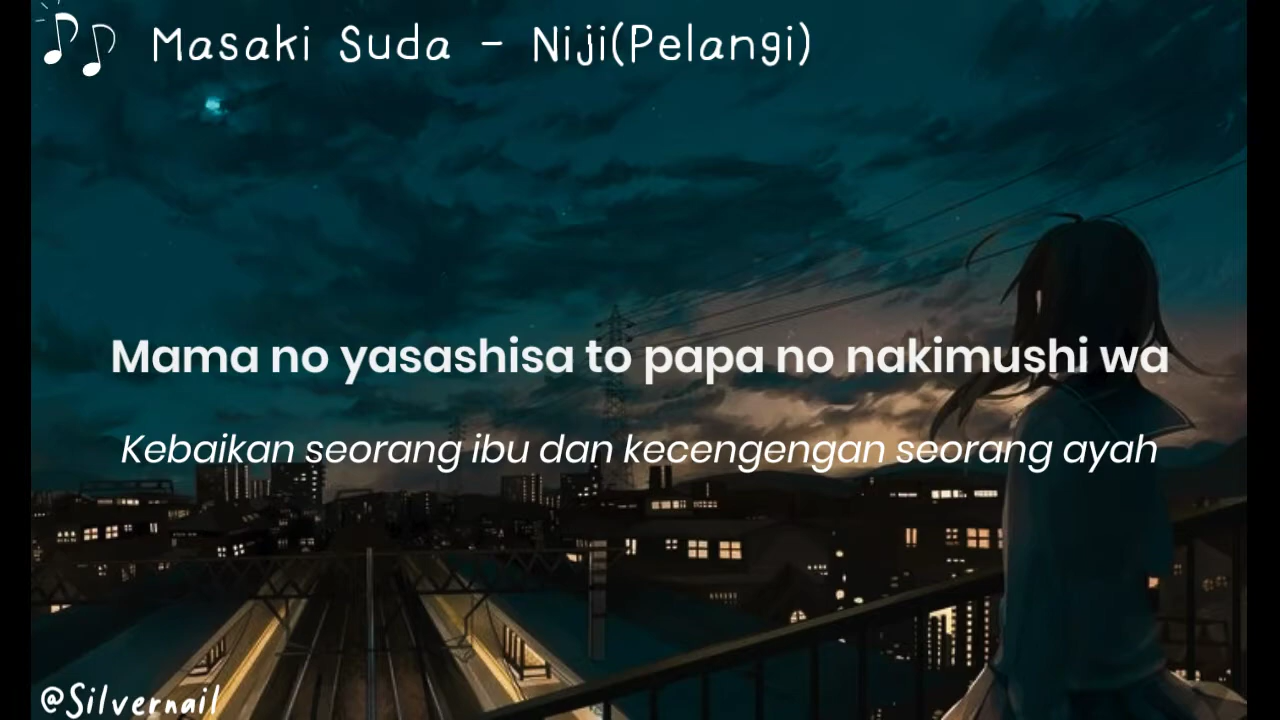 Masaki Suda - Niji(Pelangi)
Mama no yasashisa to papa no nakimushi wa
Kebaikan seorang ibu dan kecengengan seorang ayah
@Silvernail